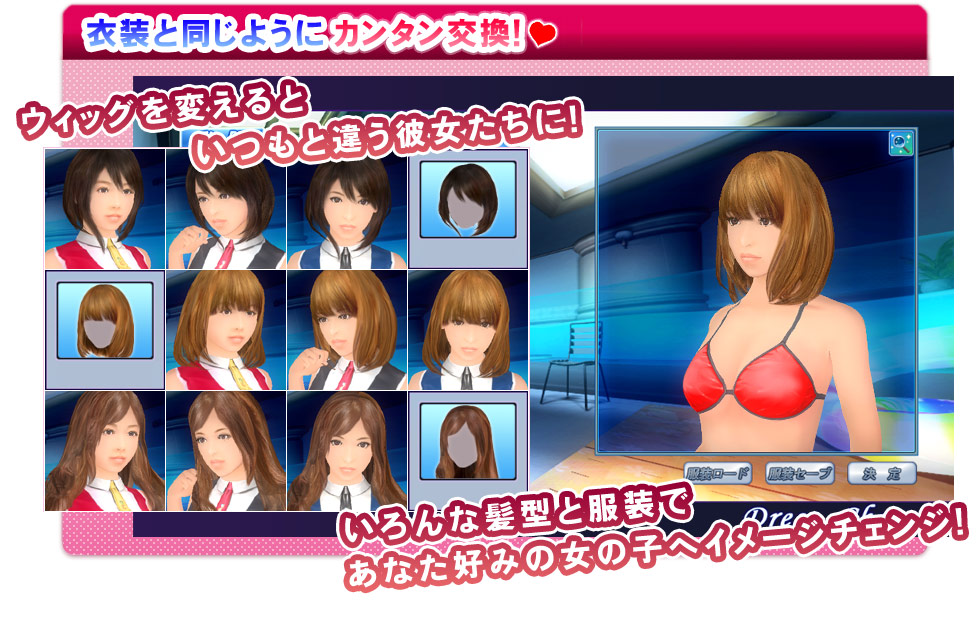 衣装と同じようにカンタン交換!
ウィッグを変えると
いつもと違う彼女たちに!
服装ロード 服装セーブ 決 定
いろんな髪型と服装で
あなた好みの女の子へイメージチェンジ!